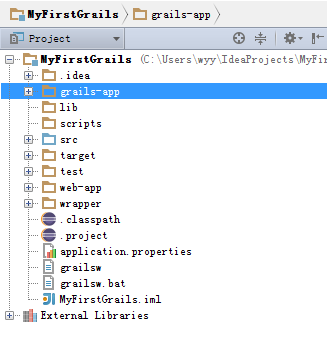 MyFirstGrails grails-app
Project
MyFirstGrails (C:\Users\wyy\IdeaProjects\MyFir
.idea
grails-app
lib
scripts
src
target
test
web-app
wrapper
.classpath
.project
application.properties
grailsw
grailsw.bat
MyFirstGrails.iml
External Libraries